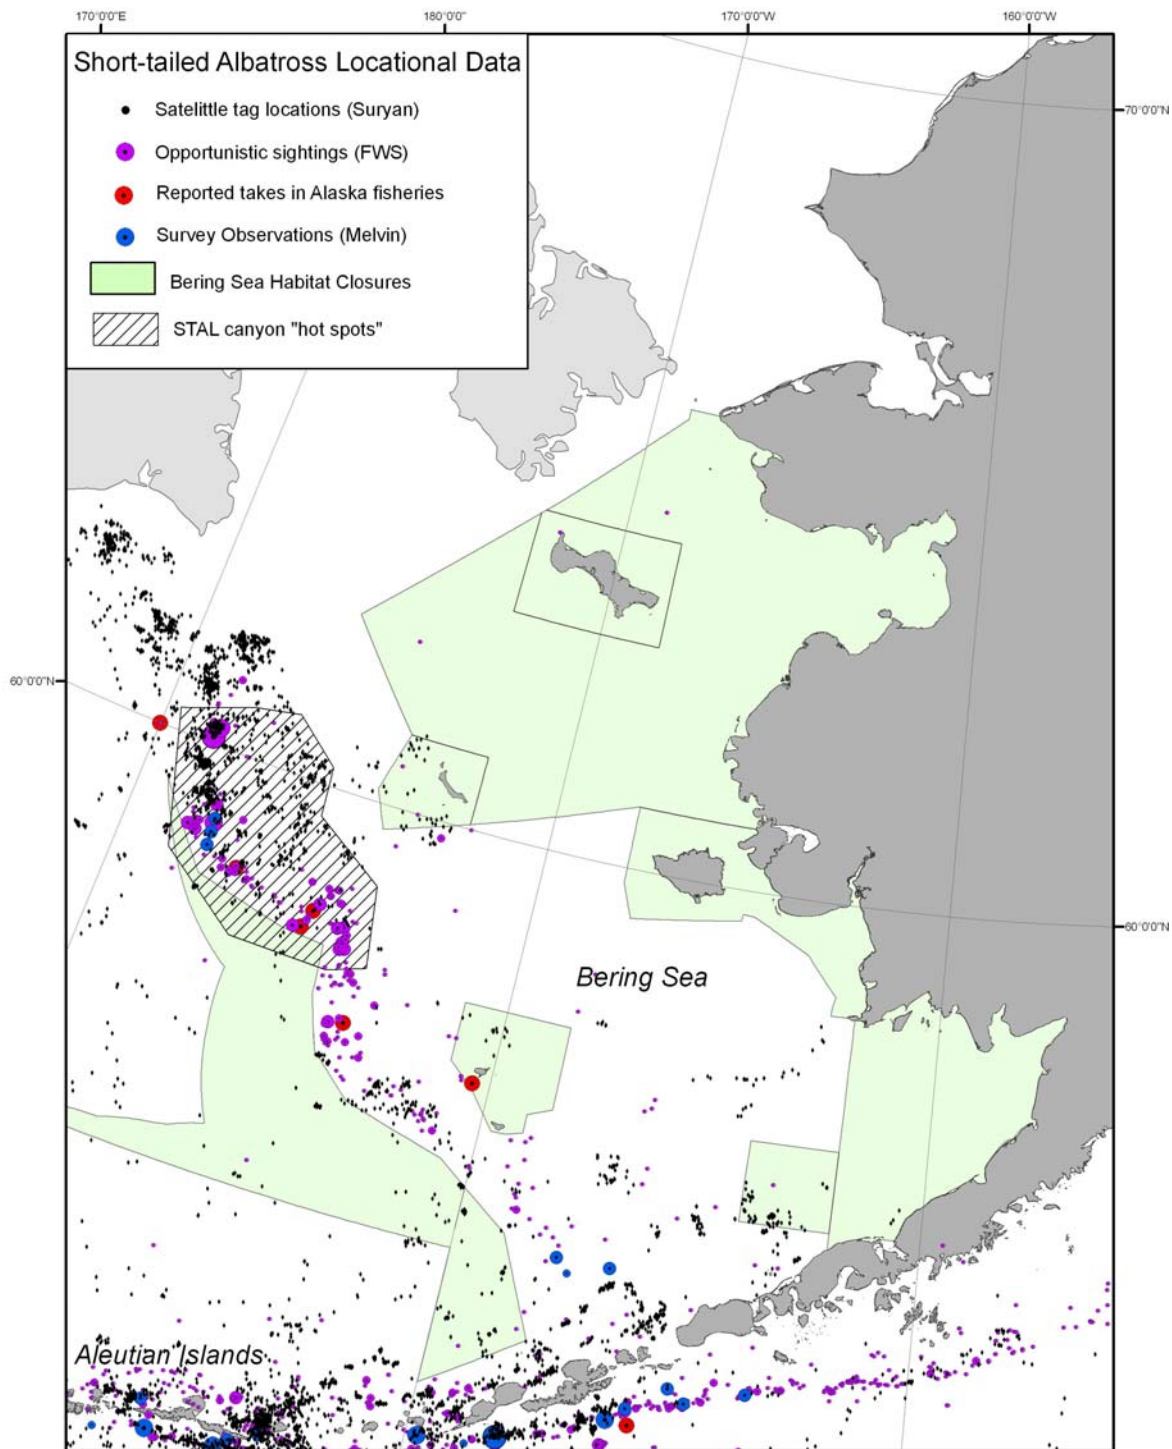 170°0'0"E
180°0'0"
170°0'0"W
160°0'0"W
Short-tailed Albatross Locational Data
Satelittle tag locations (Suryan)
Opportunistic sightings (FWS)
Reported takes in Alaska fisheries
Survey Observations (Melvin)
Bering Sea Habitat Closures
STAL canyon "hot spots"
70°0'0"N
60°0'0"N
60°0'0"N
Bering Sea
Aleutian Islands